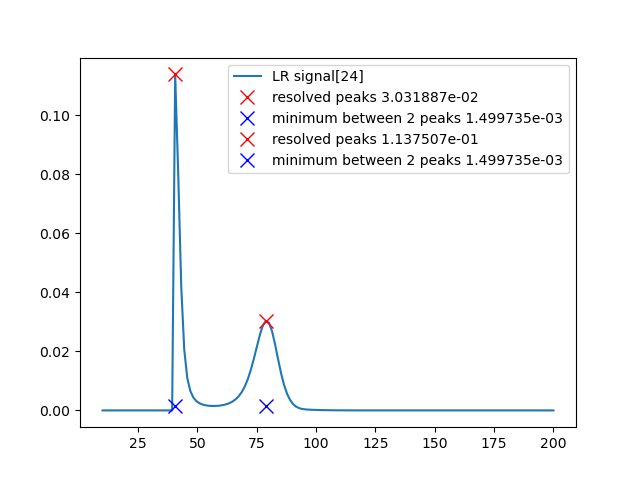 LR signal[24]
resolved peaks 3.031887e-02
minimum between 2 peaks 1.499735e-03
resolved peaks 1.137507e-01
minimum between 2 peaks 1.499735e-03
0.10
0.08
0.06
0.04
0.02
0.00
25 50 75 100 125 150 175 200